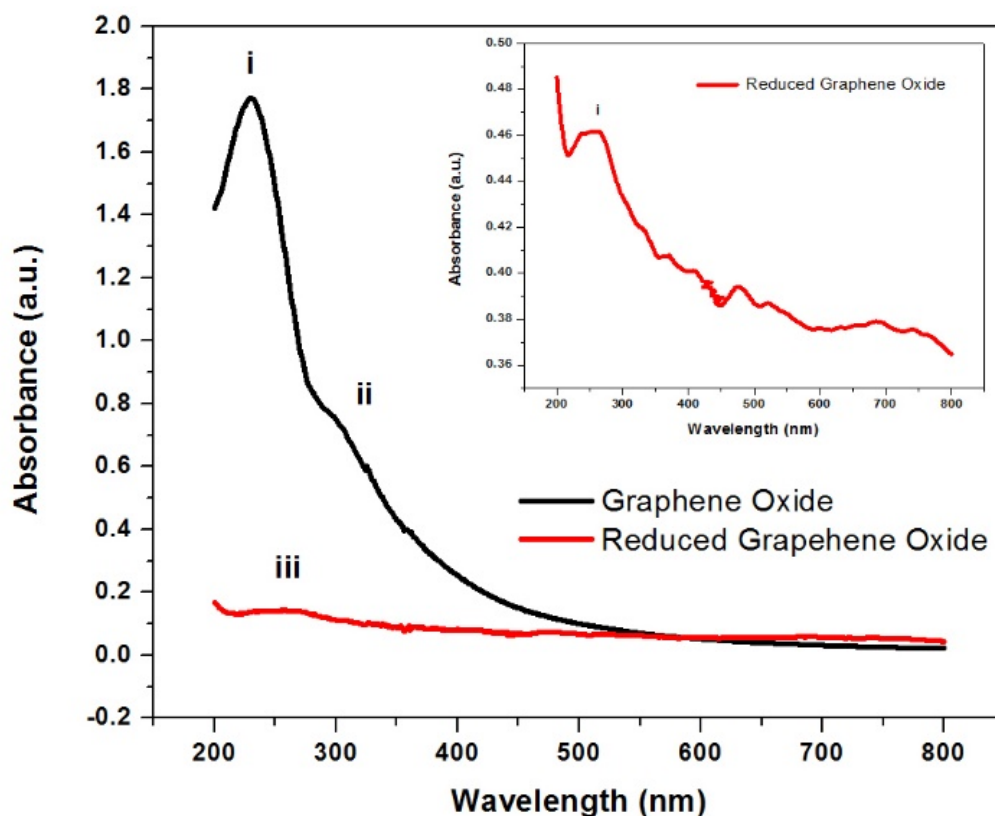 2.0
1.8
1.6
1.4
1.2
1.0
0.8
0.6
0.4
0.2
0.0
-0.2
Absorbance (a.u.)
i
ii
iii
0.50
0.48
0.46
0.44
0.42
0.40
0.38
0.36
Absorbance (a.u.)
Reduced Graphene Oxide
i
200 300 400 500 600 700 800
Wavelength (nm)
Graphene Oxide
Reduced Grapehene Oxide
200 300 400 500 600 700 800
Wavelength (nm)